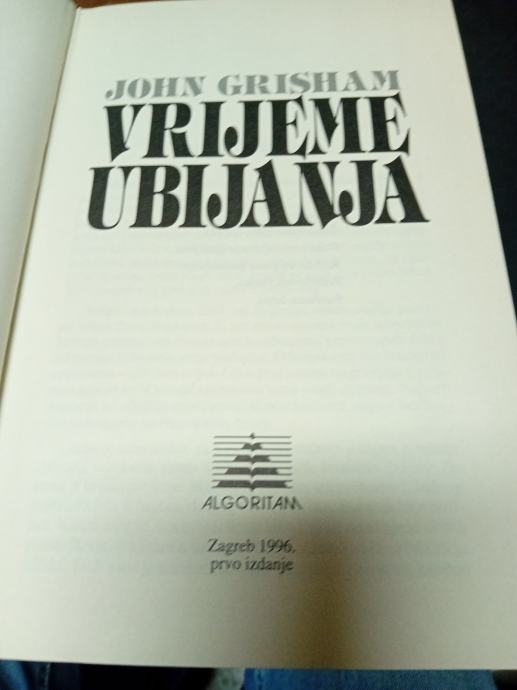 JOHN GRISHAM
VRIJEME
UBIJANJA
ALGORITAM
Zagreb 1996.
prvo izdanje